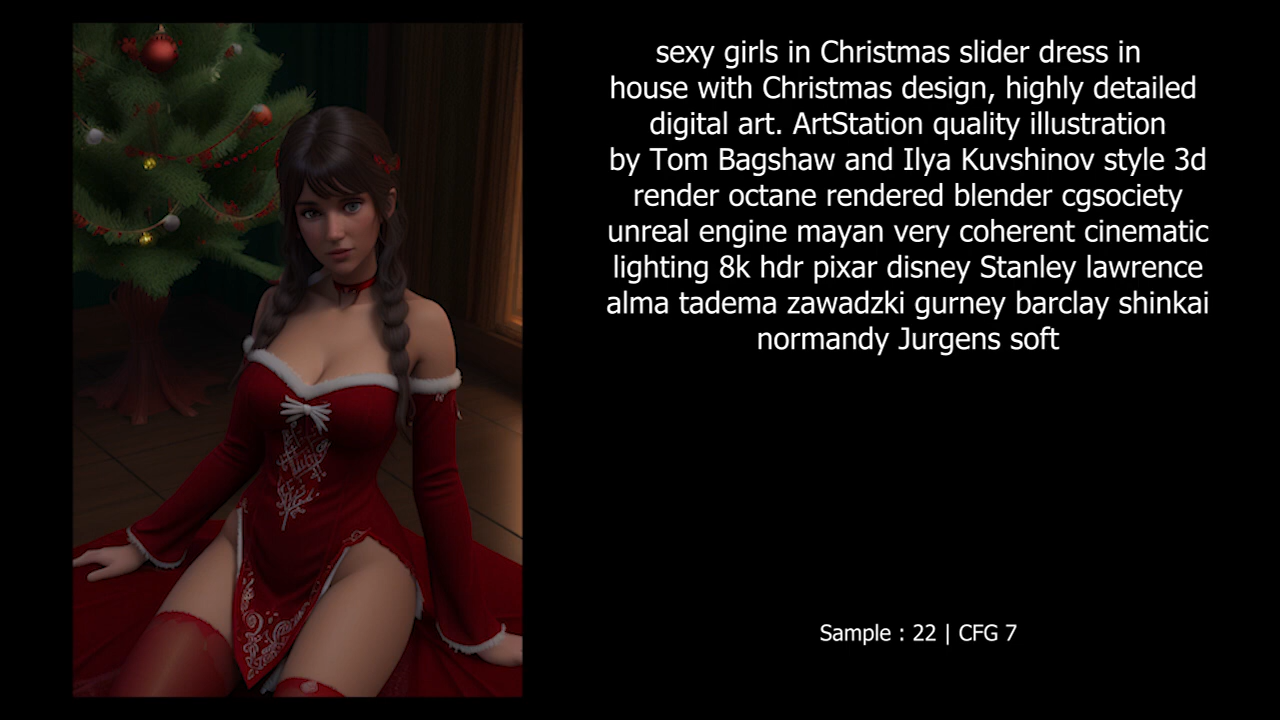 sexy girls in Christmas slider dress in
house with Christmas design, highly detailed
digital art. ArtStation quality illustration
by Tom Bagshaw and Ilya Kuvshinov style 3d
render octane rendered blender cgsociety
unreal engine mayan very coherent cinematic
lighting 8k hdr pixar disney Stanley lawrence
alma tadema zawadzki gurney barclay shinkai
normandy Jurgens soft
Sample : 22 | CFG 7